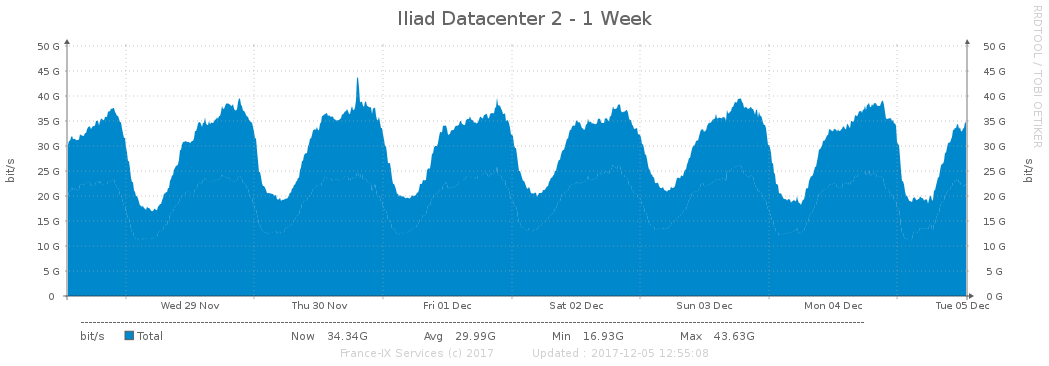 Iliad Datacenter 2 - 1 Week
RRDTOOL / TOBI OETIKER
bit/s
50 G 50 G
45 G 45 G
40 G 40 G
35 G 35 G
30 G 30 G
25 G 25 G
20 G 20 G
15 G 15 G
10 G 10 G
5 G 5 G
0 0 G
bit/s
Wed 29 Nov Thu 30 Nov Fri 01 Dec Sat 02 Dec Sun 03 Dec Mon 04 Dec Tue 05 Dec
bit/s Total Now 34.34G Avg 29.99G Min 16.93G Max 43.63G
France-IX Services (c) 2017 Updated : 2017-12-05 12:55:08